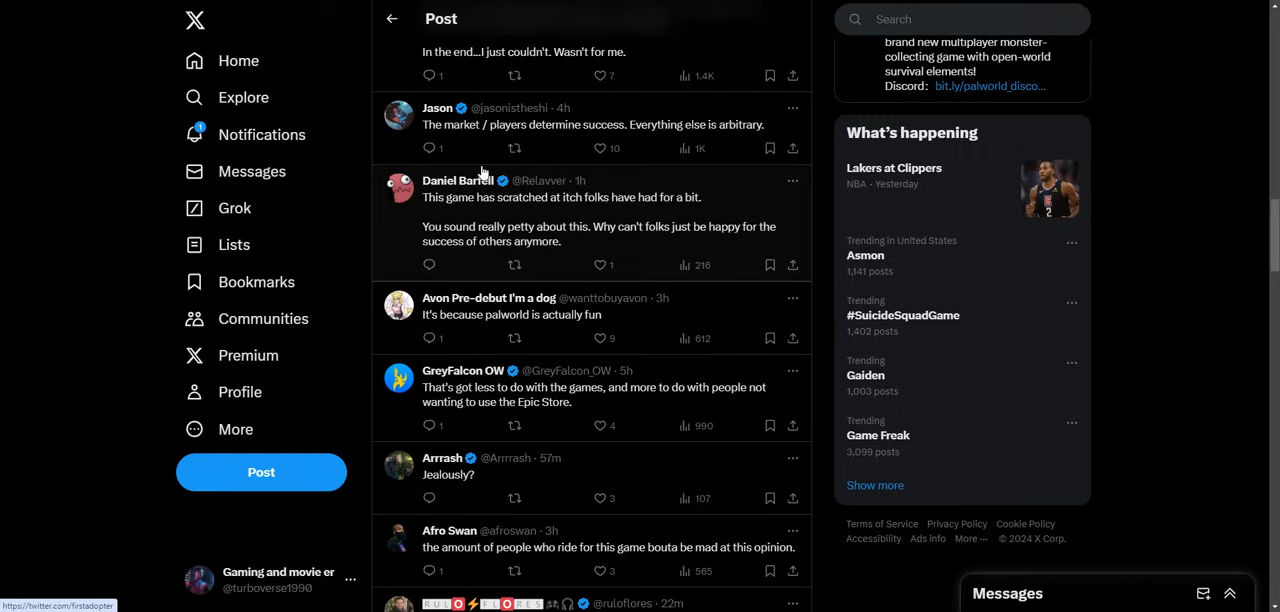 Home
Explore
1
Notifications
Messages
Grok
Lists
Bookmarks
Communities
Premium
Profile
More
Post
Gaming and movie er
@turboverse1990
https://twitter.com/firstadopter
Post
In the end...I just couldn't. Wasn't for me.
1 7 1.4K
Jason @jasonistheshi · 4h
The market / players determine success. Everything else is arbitrary.
1 10 1K
@Relavver · 1h
This game has scratched at itch folks have had for a bit.
You sound really petty about this. Why can't folks just be happy for the
success of others anymore.
1 216
Avon Pre-debut I'm a dog @wanttobuyavon · 3h
It's because palworld is actually fun
1 9 612
GreyFalcon OW @GreyFalcon_OW · 5h
That's got less to do with the games, and more to do with people not
wanting to use the Epic Store.
1 4 990
Arrrash @Arrrrash · 57m
Jealously?
3 107
Afro Swan @afroswan · 3h
the amount of people who ride for this game bouta be mad at this opinion.
1 3 565
RULO⚡FLORES @ruloflores · 22m
Search
brand new multiplayer monster-
collecting game with open-world
survival elements!
Discord: bit.ly/palworld_disco...
What's happening
Lakers at Clippers
NBA · Yesterday
Trending in United States
Asmon
1,141 posts
Trending
#SuicideSquadGame
1,402 posts
Trending
Gaiden
1,003 posts
Trending
Game Freak
3,099 posts
Show more
Terms of Service Privacy Policy Cookie Policy
Accessibility Ads info More ··· © 2024 X Corp.
Messages